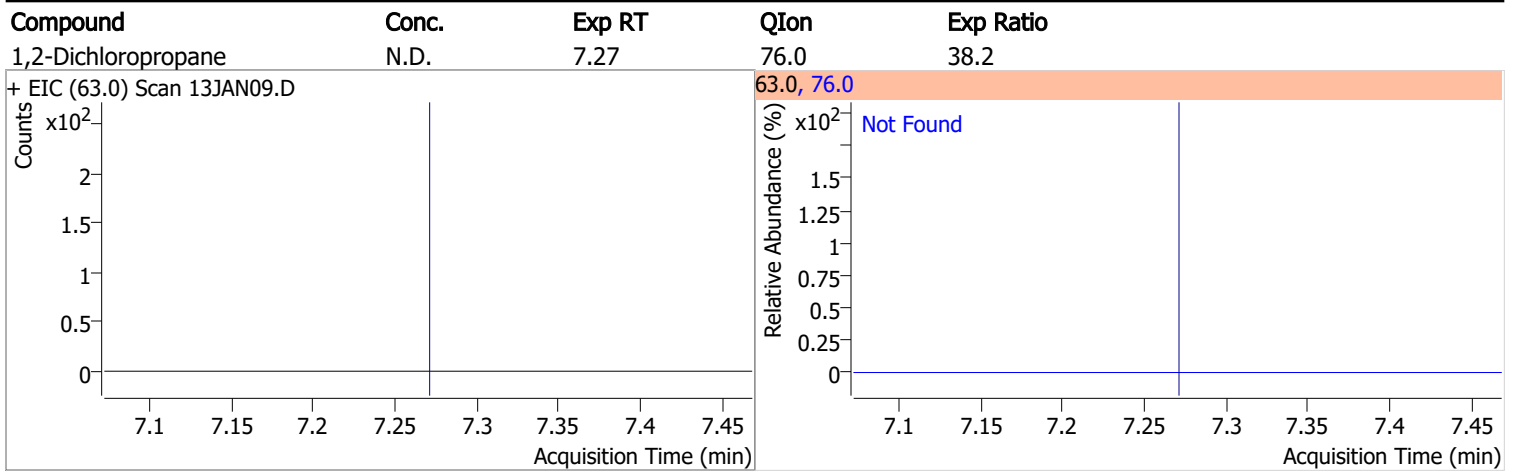 Compound Conc. Exp RT QIon Exp Ratio
1,2-Dichloropropane N.D. 7.27 76.0 38.2
+ EIC (63.0) Scan 13JAN09.D
Counts
x10²
2
1.5
1
0.5
0
7.1 7.15 7.2 7.25 7.3 7.35 7.4 7.45
Acquisition Time (min)
63.0, 76.0
Relative Abundance (%)
x10²
Not Found
1.5
1.25
1
0.75
0.5
0.25
0
7.1 7.15 7.2 7.25 7.3 7.35 7.4 7.45
Acquisition Time (min)